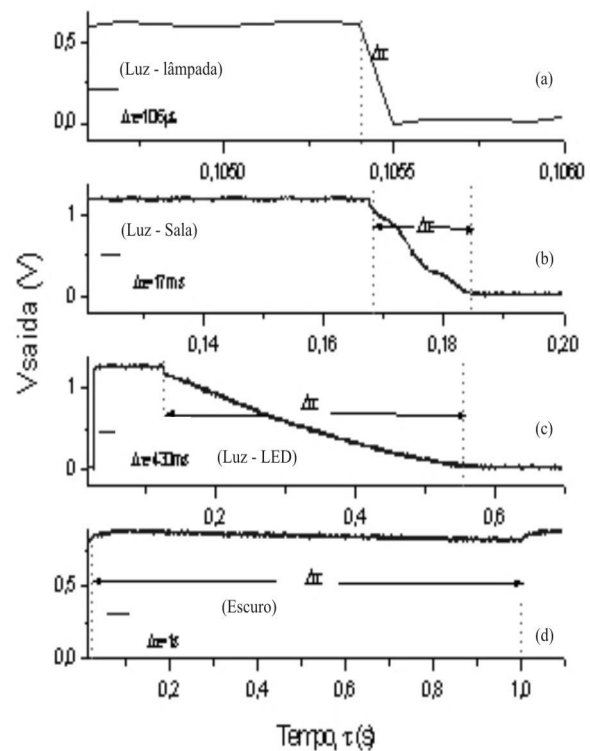 Vsaida (V)
0,5
0,0
(Luz - lâmpada)
Δτ
(a)
Δτ=106μs
0,1050
0,1055
0,1060
1
0
(Luz - Sala)
Δτ
(b)
Δτ=17ms
0,14
0,16
0,18
0,20
1
0
Δτ
(c)
Δτ=430ms
(Luz - LED)
0,2
0,4
0,6
0,5
0,0
Δτ
(Escuro)
(d)
Δτ=1s
0,2
0,4
0,6
0,8
1,0
Tempo, τ (s)